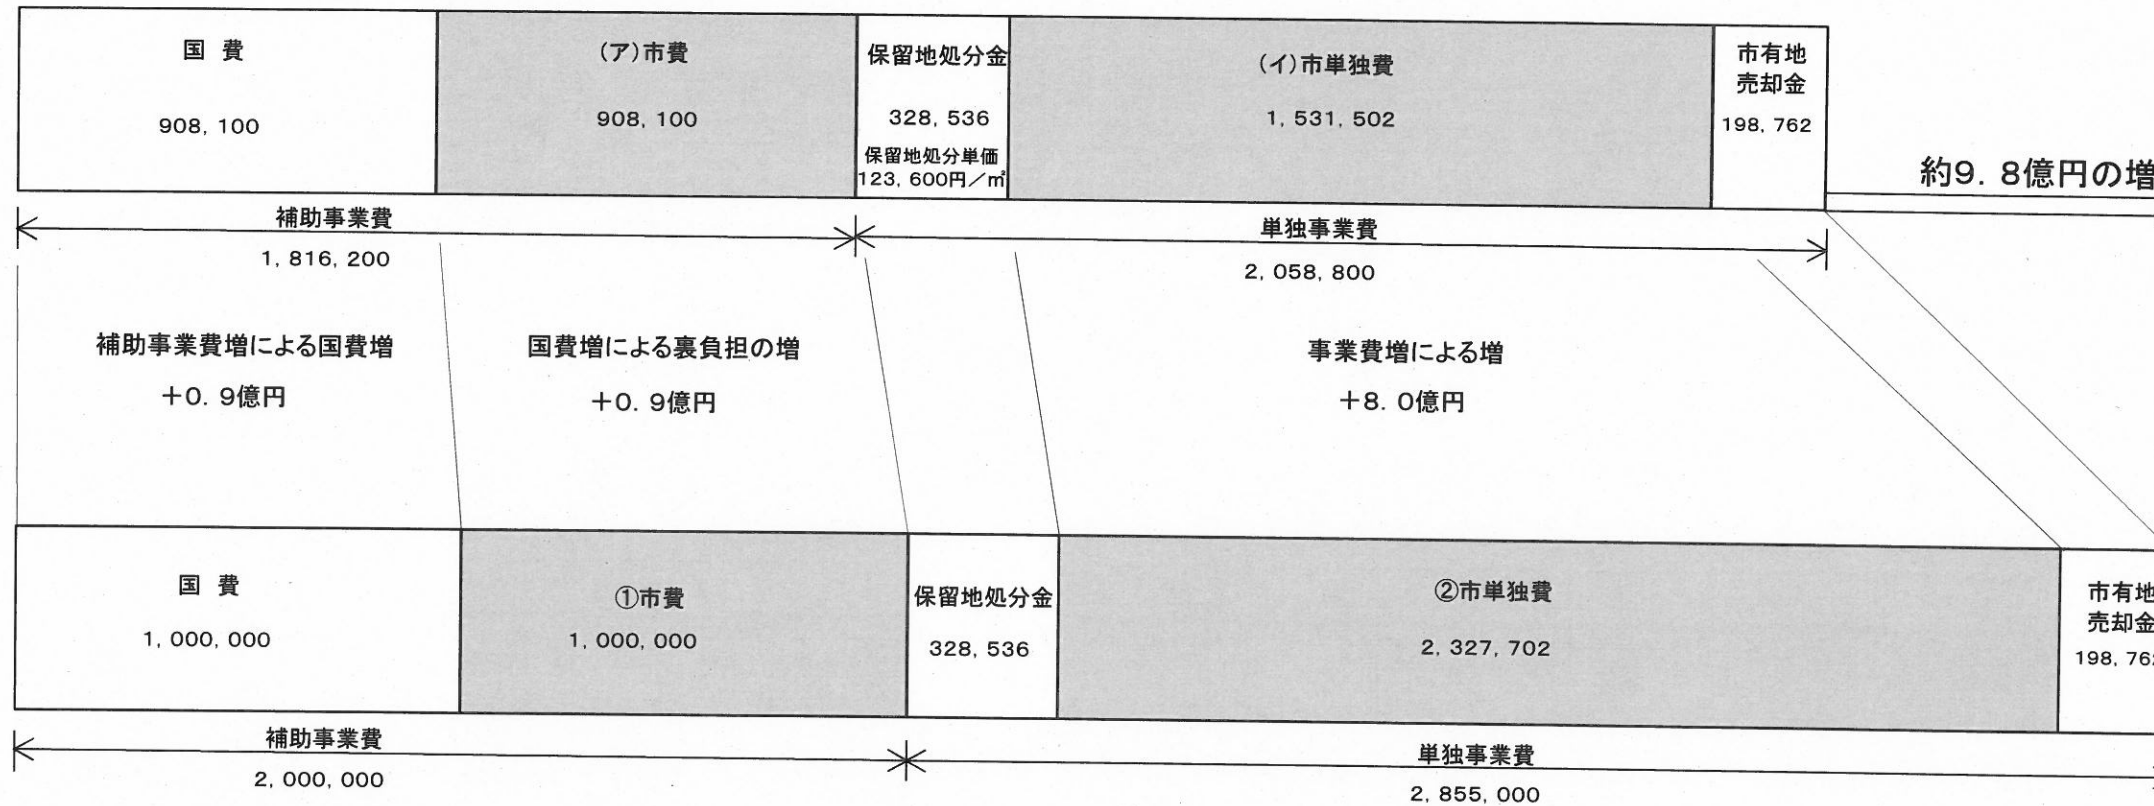 国 費
908, 100
(ア)市費
908, 100
保留地処分金
328, 536
保留地処分単価
123, 600円/㎡
(イ)市単独費
1, 531, 502
市有地
売却金
198, 762
約9. 8億円の増
補助事業費
1, 816, 200
単独事業費
2, 058, 800
補助事業費増による国費増
+0. 9億円
国費増による裏負担の増
+0. 9億円
事業費増による増
+8. 0億円
国 費
1, 000, 000
①市費
1, 000, 000
保留地処分金
328, 536
②市単独費
2, 327, 702
市有地
売却金
198, 762
補助事業費
2, 000, 000
単独事業費
2, 855, 000